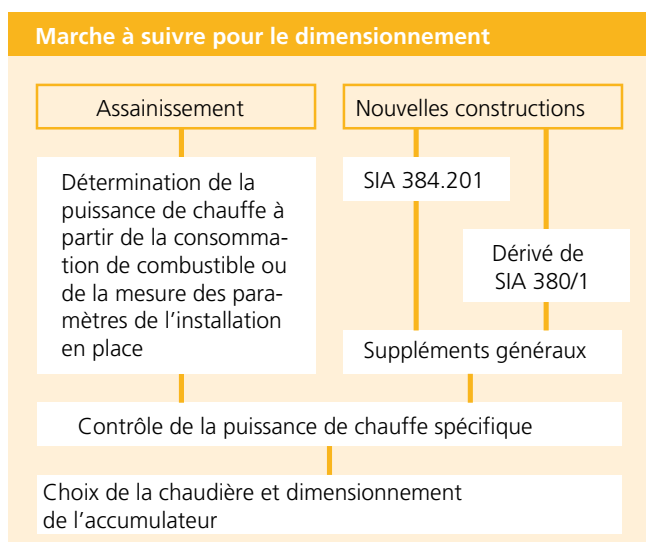 Marche à suivre pour le dimensionnement
Assainissement
Nouvelles constructions
Détermination de la
puissance de chauffe à
partir de la consomma-
tion de combustible ou
de la mesure des para-
mètres de l'installation
en place
SIA 384.201
Dérivé de
SIA 380/1
Suppléments généraux
Contrôle de la puissance de chauffe spécifique
Choix de la chaudière et dimensionnement
de l'accumulateur